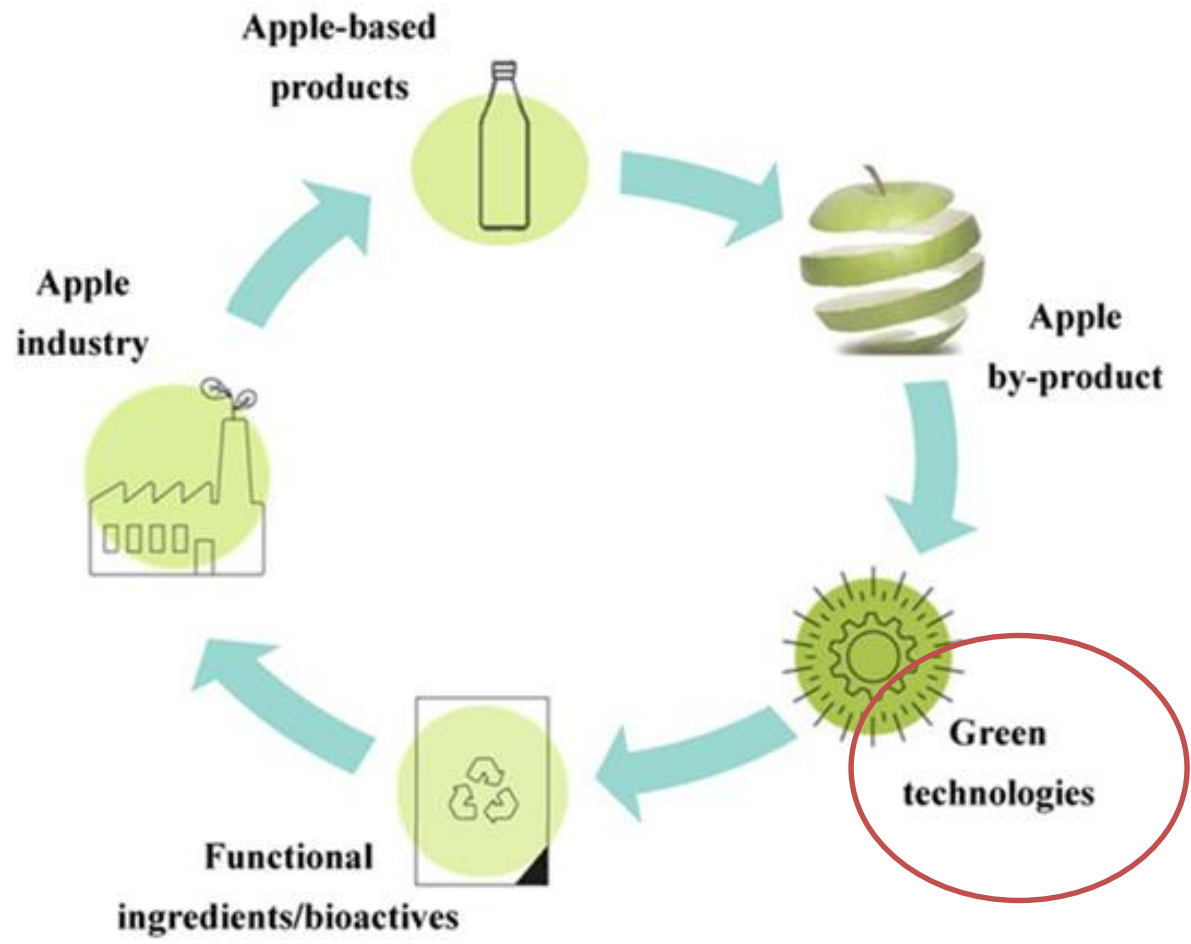 Apple-based
products
Apple
industry
Apple
by-product
Green
technologies
Functional
ingredients/bioactives